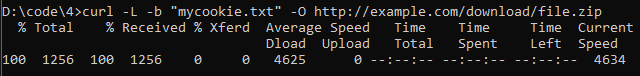 D:\code\4>curl -L -b "mycookie.txt" -O http://example.com/download/file.zip
  % Total    % Received % Xferd  Average Speed   Time    Time     Time  Current
                                 Dload  Upload   Total   Spent    Left  Speed
100  1256  100  1256    0     0   4625      0 --:--:-- --:--:-- --:--:--  4634